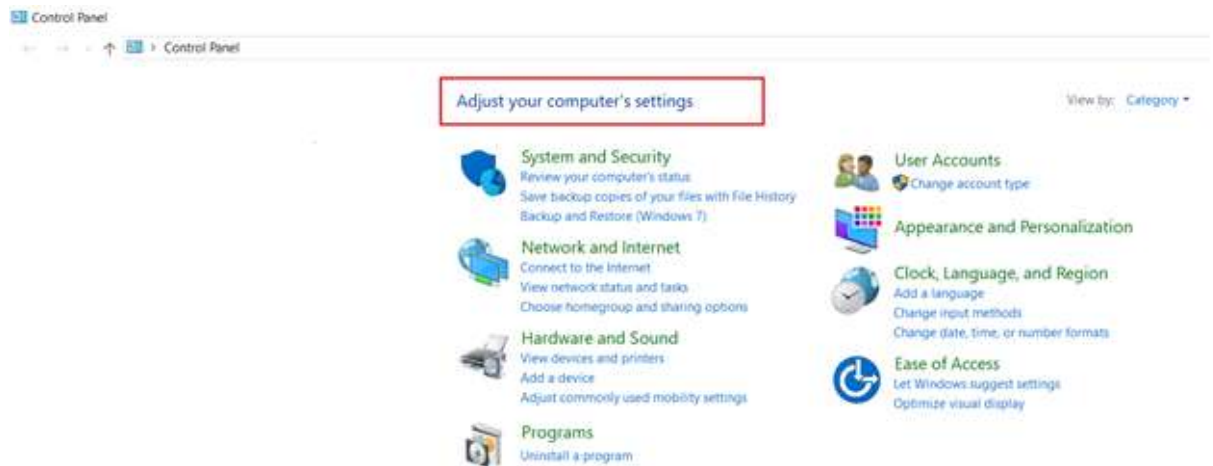 Control Panel
Control Panel
Adjust your computer's settings
View by: Category
System and Security
Review your computer's status
Save backup copies of your files with File History
Backup and Restore (Windows 7)
Network and Internet
Connect to the Internet
View network status and tasks
Choose homegroup and sharing options
Hardware and Sound
View devices and printers
Add a device
Adjust commonly used mobility settings
Programs
Uninstall a program
User Accounts
Change account type
Appearance and Personalization
Clock, Language, and Region
Add a language
Change input methods
Change date, time, or number formats
Ease of Access
Let Windows suggest settings
Optimize visual display